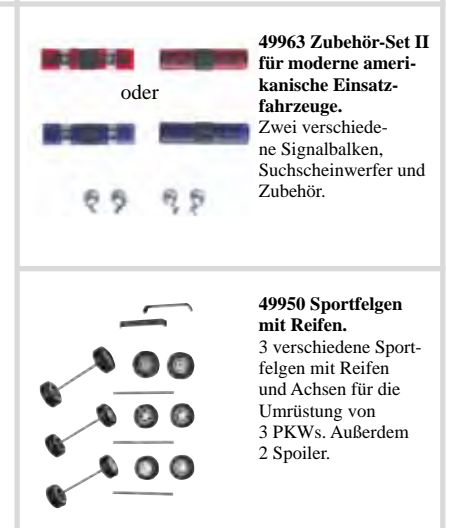 oder
49963 Zubehör-Set II
für moderne ameri-
kanische Einsatz-
fahrzeuge.
Zwei verschiede-
ne Signalbalken,
Suchscheinwerfer und
Zubehör.
49950 Sportfelgen
mit Reifen.
3 verschiedene Sport-
felgen mit Reifen
und Achsen für die
Umrüstung von
3 PKWs. Außerdem
2 Spoiler.